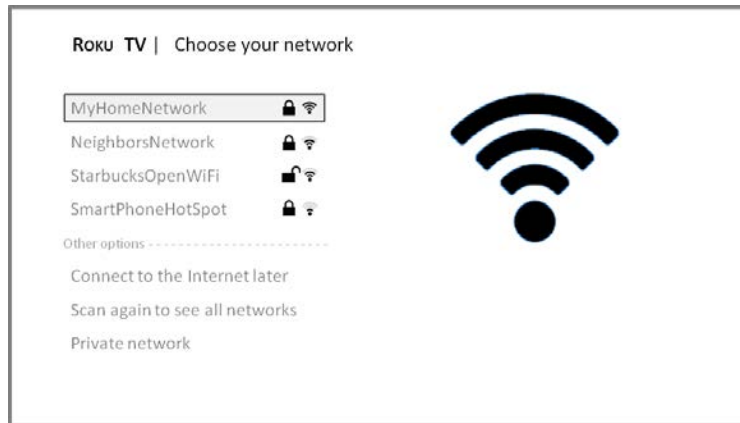 Roku TV | Choose your network
MyHomeNetwork
NeighborsNetwork
StarbucksOpenWiFi
SmartPhoneHotSpot
Other options
Connect to the Internet later
Scan again to see all networks
Private network